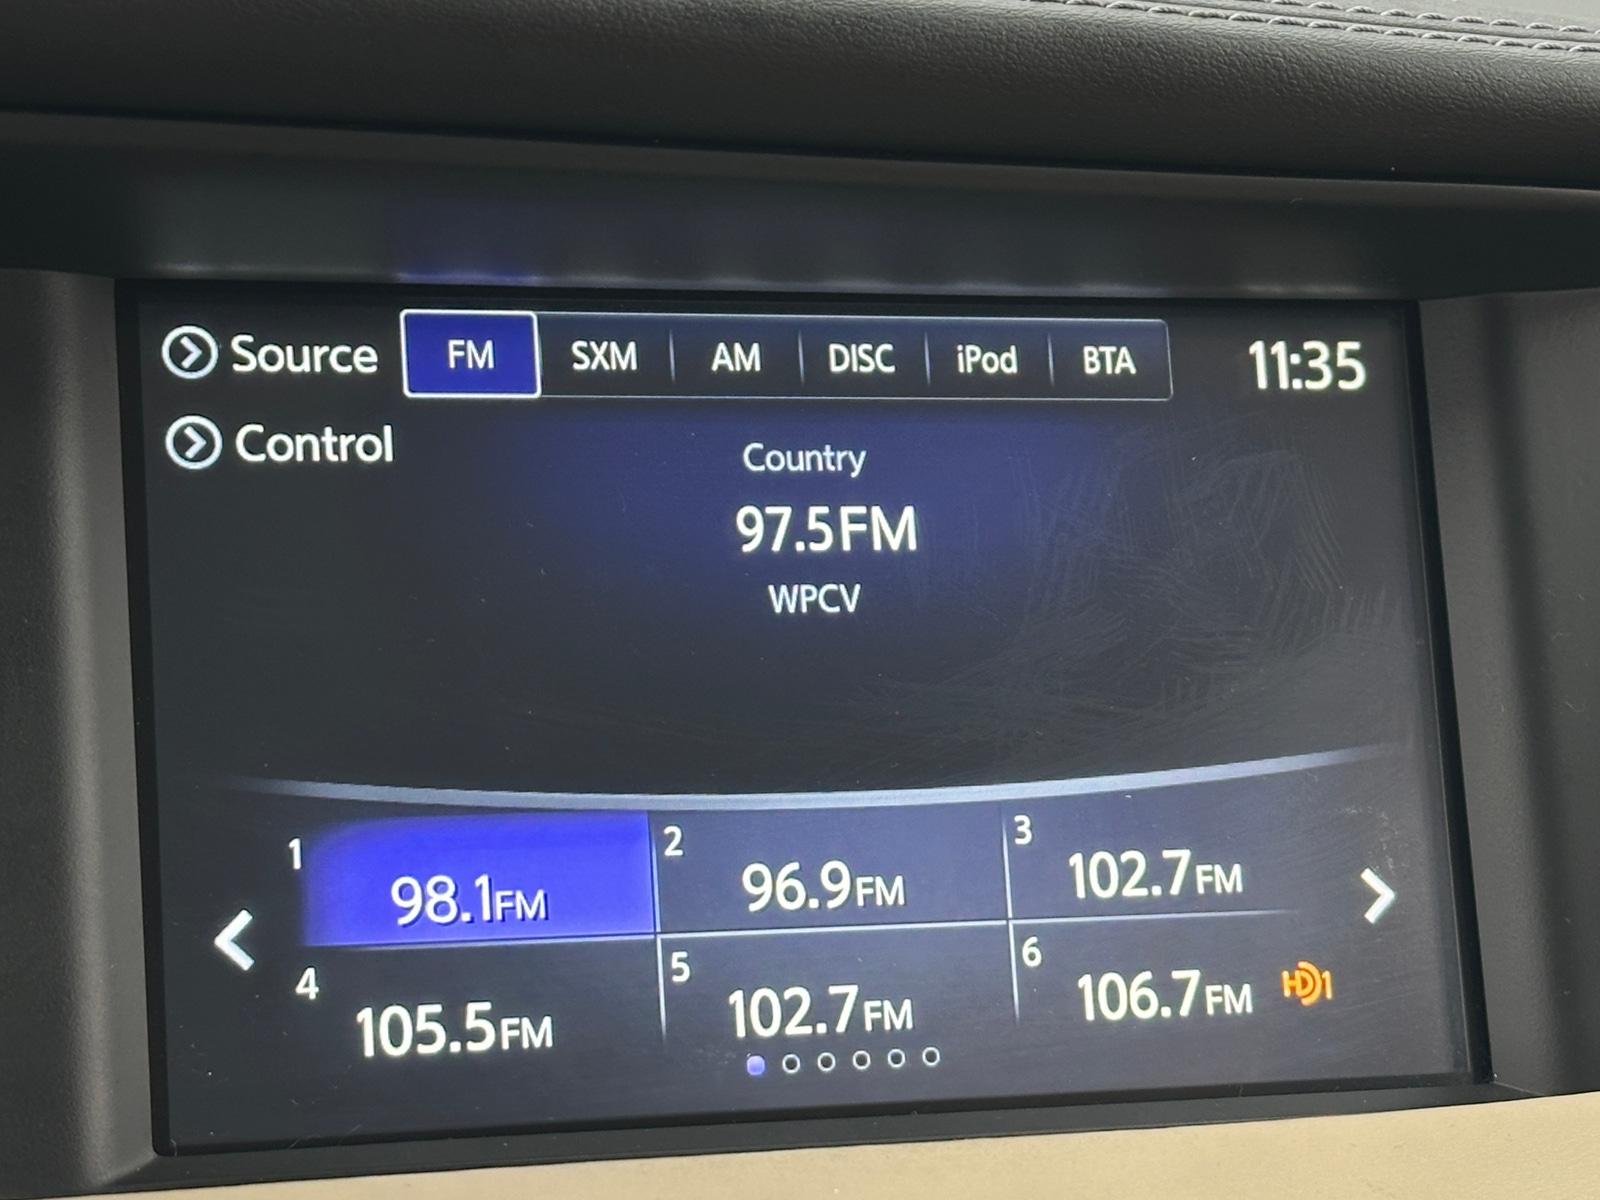 Source FM SXM AM DISC iPod BTA 11:35
Control
Country
97.5FM
WPCV
1 98.1FM
2 96.9FM
3 102.7FM
4 105.5FM
5 102.7FM
6 106.7FM HD1